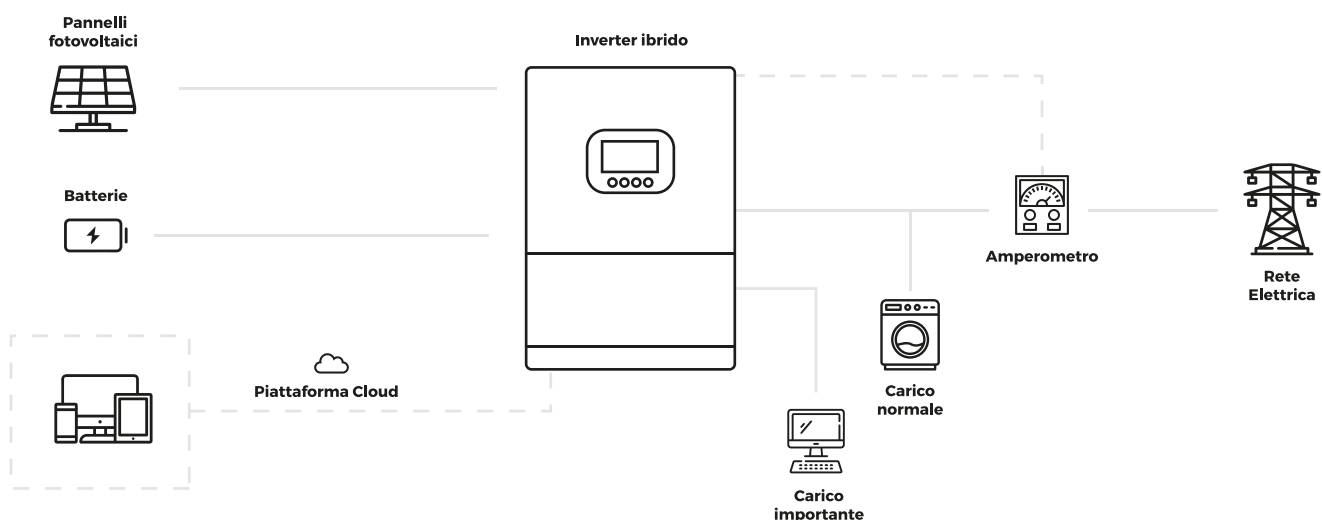 Pannelli
fotovoltaici
Inverter ibrido
Batterie
Amperometro
Rete
Elettrica
Piattaforma Cloud
Carico
normale
Carico
importante